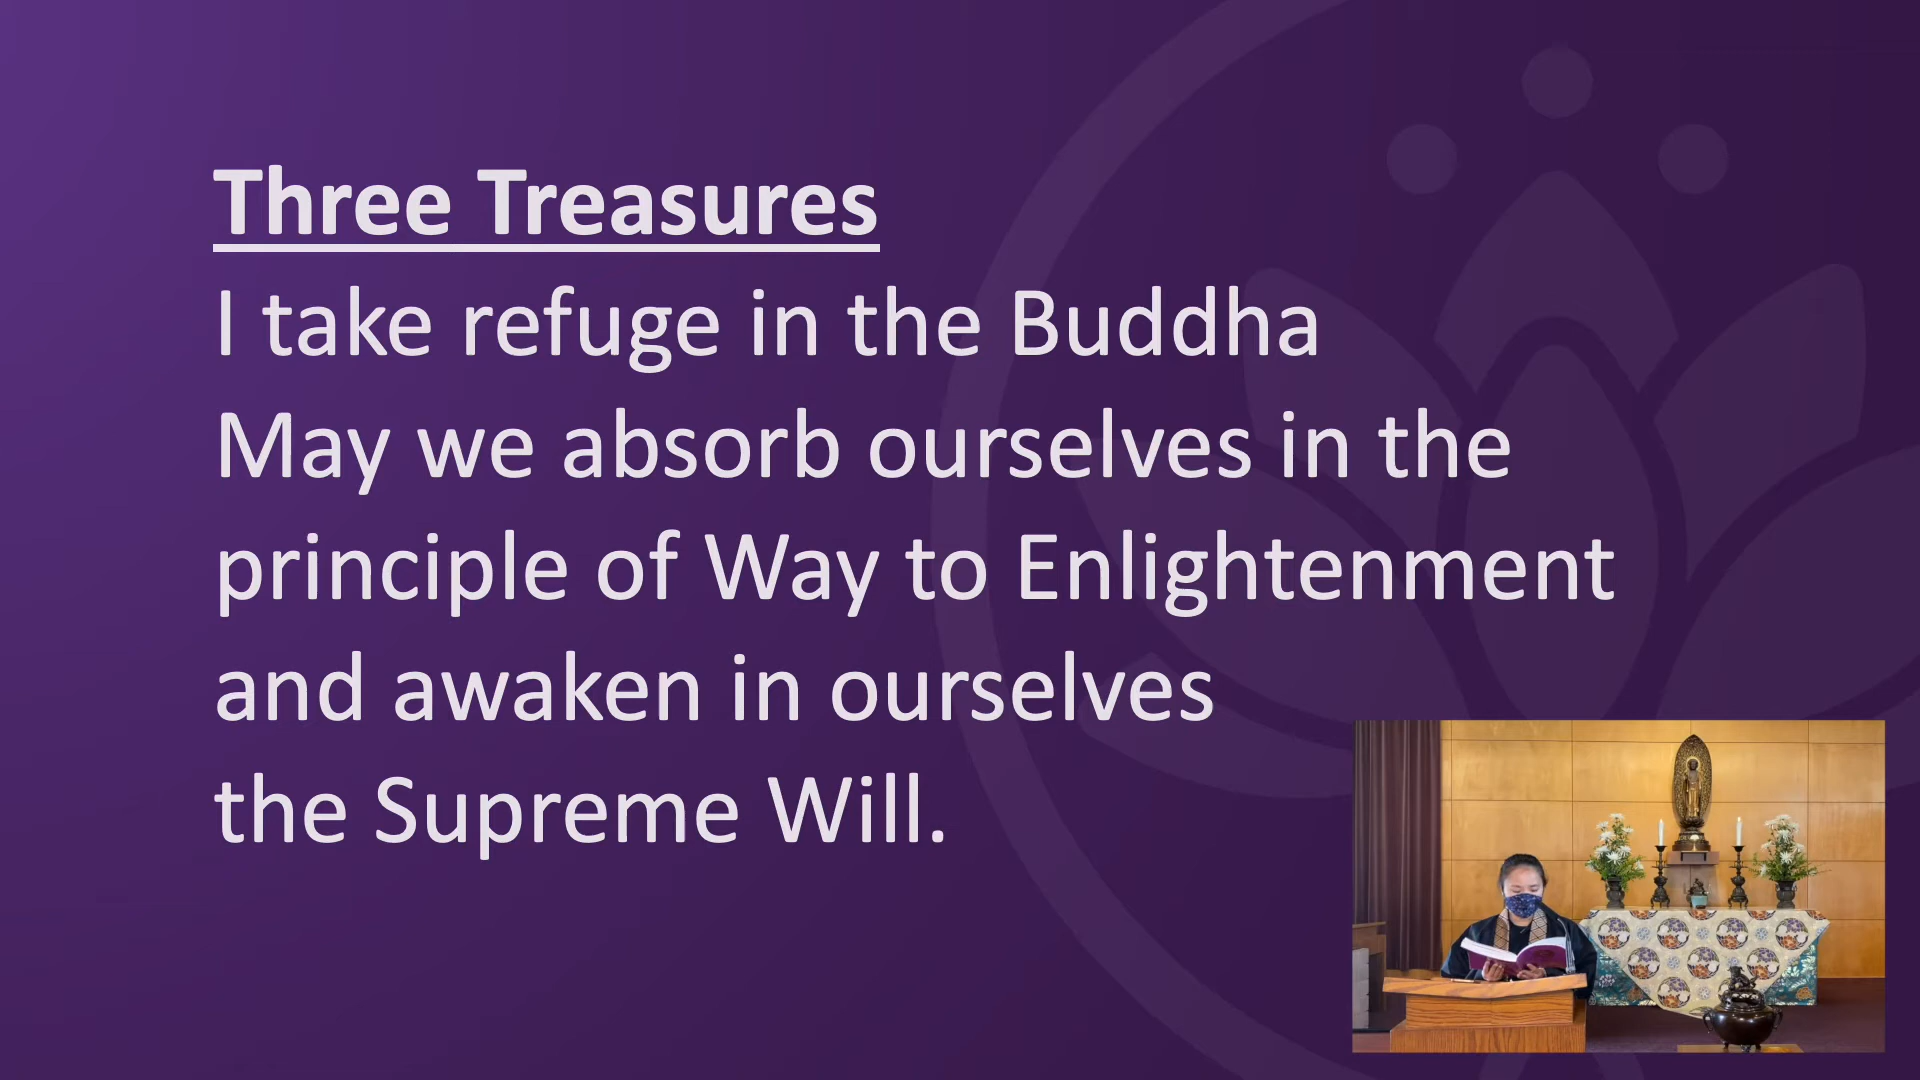 Three Treasures
I take refuge in the Buddha
May we absorb ourselves in the
principle of Way to Enlightenment
and awaken in ourselves
the Supreme Will.